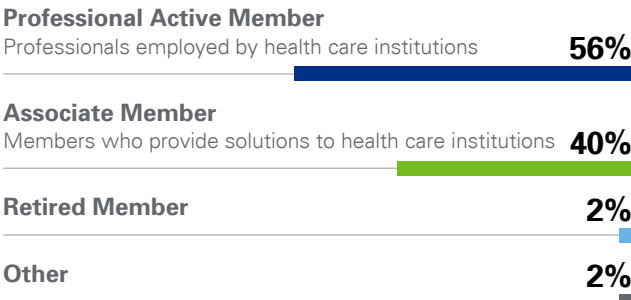 Professional Active Member
Professionals employed by health care institutions 56%
Associate Member
Members who provide solutions to health care institutions 40%
Retired Member 2%
Other 2%